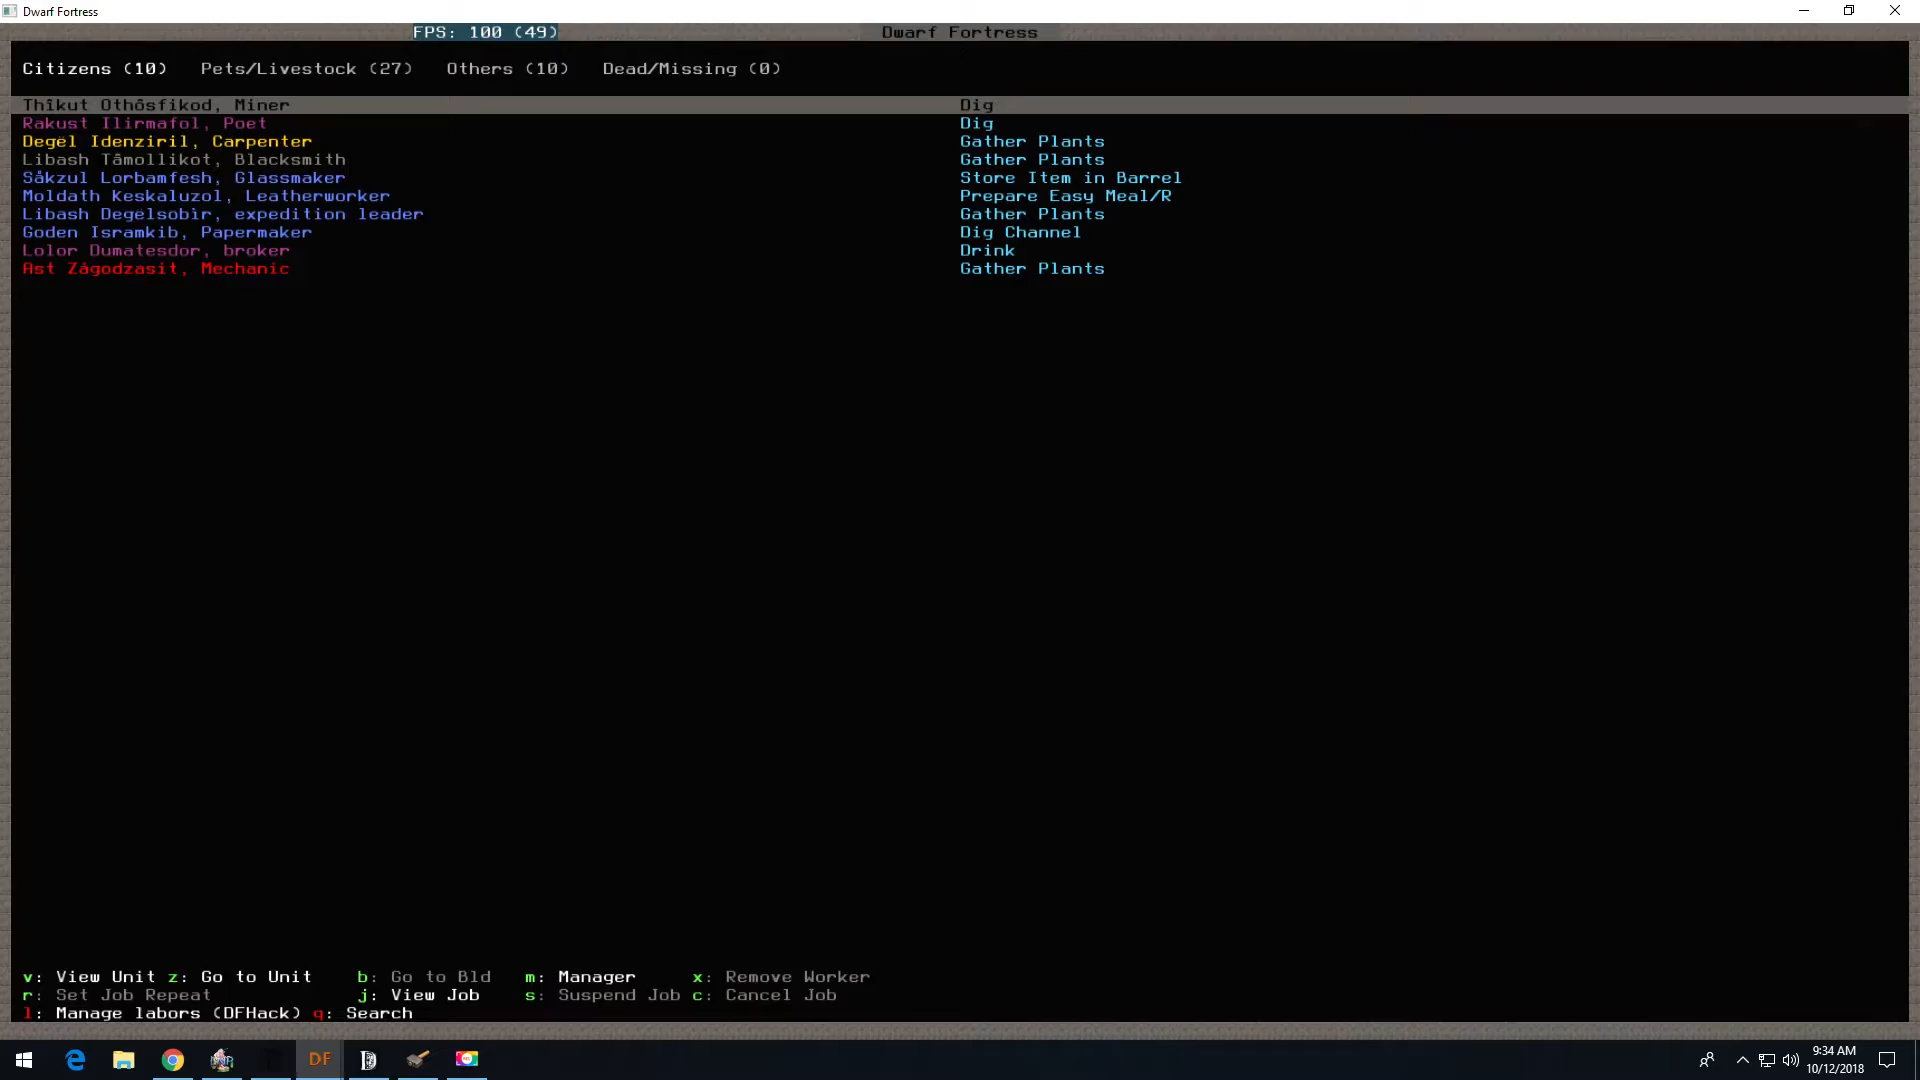 Dwarf Fortress
FPS: 100 (49)
Dwarf Fortress
Citizens (10) Pets/Livestock (27) Others (10) Dead/Missing (0)
Thîkut Othôsfikod, Miner Dig
Rakust Ilirmafol, Poet Dig
Degël Idenziril, Carpenter Gather Plants
Libash Tâmollikot, Blacksmith Gather Plants
Såkzul Lorbamfesh, Glassmaker Store Item in Barrel
Moldath Keskaluzol, Leatherworker Prepare Easy Meal/R
Libash Degëlsobìr, expedition leader Gather Plants
Goden Isramkib, Papermaker Dig Channel
Lolor Dumatesdor, broker Drink
Ast Zágodzasit, Mechanic Gather Plants
v: View Unit z: Go to Unit b: Go to Bld m: Manager x: Remove Worker
r: Set Job Repeat j: View Job s: Suspend Job c: Cancel Job
l: Manage labors (DFHack) q: Search
DF
9:34 AM
10/12/2018